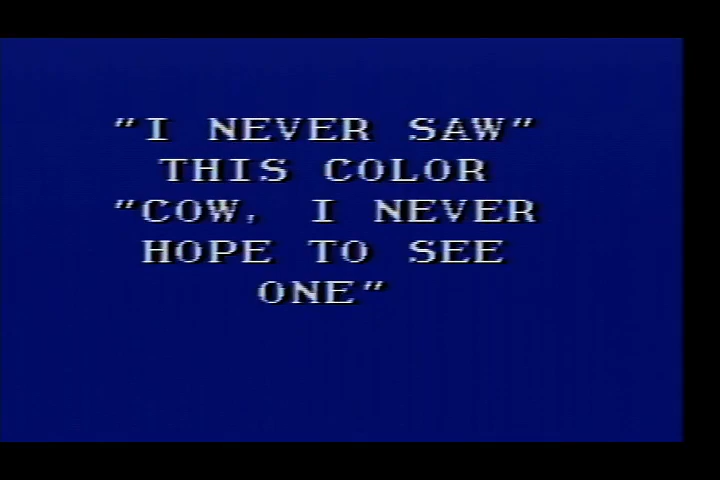 "I NEVER SAW"
THIS COLOR
"COW, I NEVER
HOPE TO SEE
ONE"